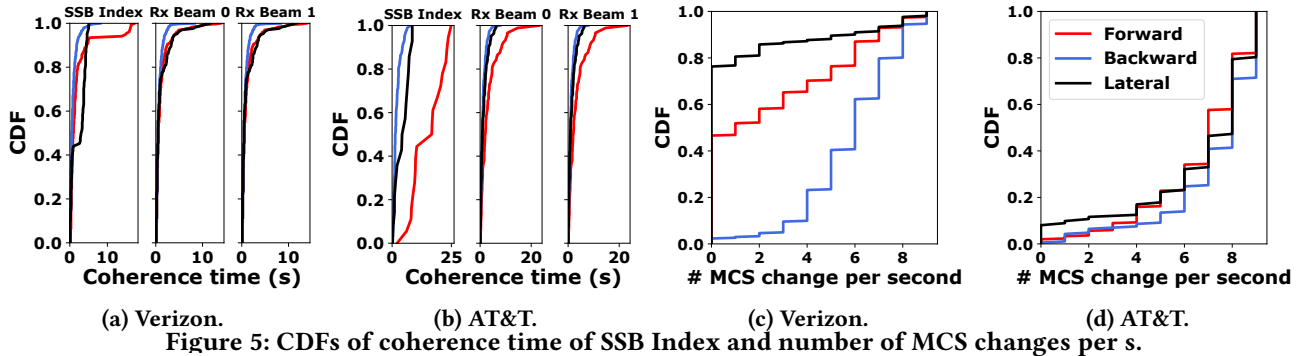 SSB Index Rx Beam 0 Rx Beam 1
CDF
1.0
0.8
0.6
0.4
0.2
0.0
0 10 0 10 0 10
Coherence time (s)
(a) Verizon.
SSB Index Rx Beam 0 Rx Beam 1
CDF
1.0
0.8
0.6
0.4
0.2
0.0
0 25 0 20 0 20
Coherence time (s)
(b) AT&T.
CDF
1.0
0.8
0.6
0.4
0.2
0.0
0 2 4 6 8
# MCS change per second
(c) Verizon.
CDF
1.0
0.8
0.6
0.4
0.2
0.0
Forward
Backward
Lateral
0 2 4 6 8
# MCS change per second
(d) AT&T.
Figure 5: CDFs of coherence time of SSB Index and number of MCS changes per s.